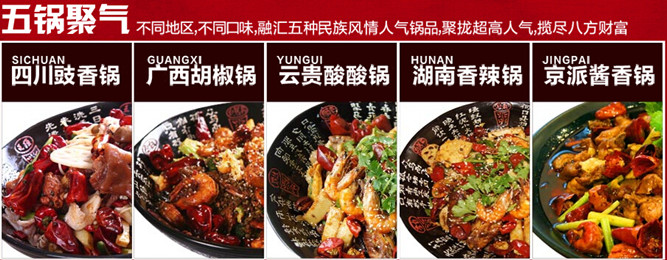 五锅聚气 不同地区,不同口味,融汇五种民族风情人气锅品,聚拢超高人气,揽尽八方财富
SICHUAN
四川豉香锅
GUANGXI
广西胡椒锅
YUNGUI
云贵酸酸锅
HUNAN
湖南香辣锅
JINGPAI
京派酱香锅